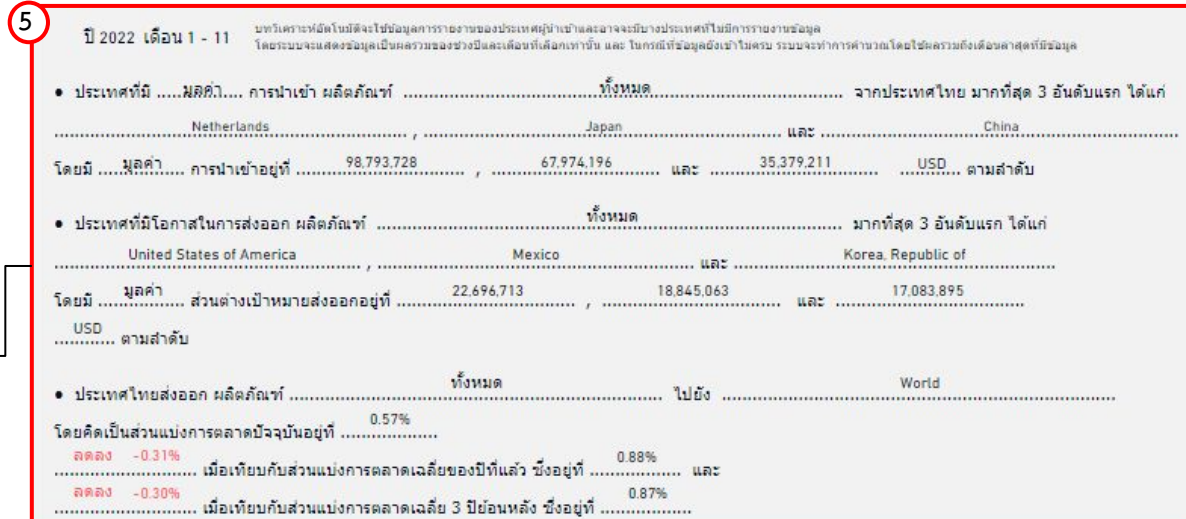 5
ปี 2022 เดือน 1 - 11
บทวิเคราะห์อัตโนมัติจะใช้ข้อมูลการรายงานของประเทศผู้นำเข้าและอาจจะมีบางประเทศที่ไม่มีการรายงานข้อมูล
โดยระบบจะแสดงข้อมูลเป็นผลรวมของช่วงปีและเดือนที่เลือกเท่านั้น และ ในกรณีที่ข้อมูลยังเข้าไม่ครบ ระบบจะทำการคำนวณโดยใช้ผลรวมถึงเดือนล่าสุดที่มีข้อมูล
• ประเทศที่มี .....มูลค่า.... การนำเข้า ผลิตภัณฑ์ ........ทั้งหมด........ จากประเทศไทย มากที่สุด 3 อันดับแรก ได้แก่
........Netherlands........ , ........Japan........ และ ........China........
โดยมี .....มูลค่า..... การนำเข้าอยู่ที่ ........98,793,728........ , ........67,974,196........ และ ........35,379,211........ ....USD.... ตามลำดับ
• ประเทศที่มีโอกาสในการส่งออก ผลิตภัณฑ์ ........ทั้งหมด........ มากที่สุด 3 อันดับแรก ได้แก่
........United States of America........ , ........Mexico........ และ ........Korea, Republic of........
โดยมี .....มูลค่า..... ส่วนต่างเป้าหมายส่งออกอยู่ที่ ........22,696,713........ , ........18,845,063........ และ ........17,083,895........
....USD.... ตามลำดับ
• ประเทศไทยส่งออก ผลิตภัณฑ์ ........ทั้งหมด........ ไปยัง ........World........
โดยคิดเป็นส่วนแบ่งการตลาดปัจจุบันอยู่ที่ ....0.57%....
ลดลง -0.31% เมื่อเทียบกับส่วนแบ่งการตลาดเฉลี่ยของปีที่แล้ว ซึ่งอยู่ที่ ....0.88%.... และ
ลดลง -0.30% เมื่อเทียบกับส่วนแบ่งการตลาดเฉลี่ย 3 ปีย้อนหลัง ซึ่งอยู่ที่ ....0.87%....